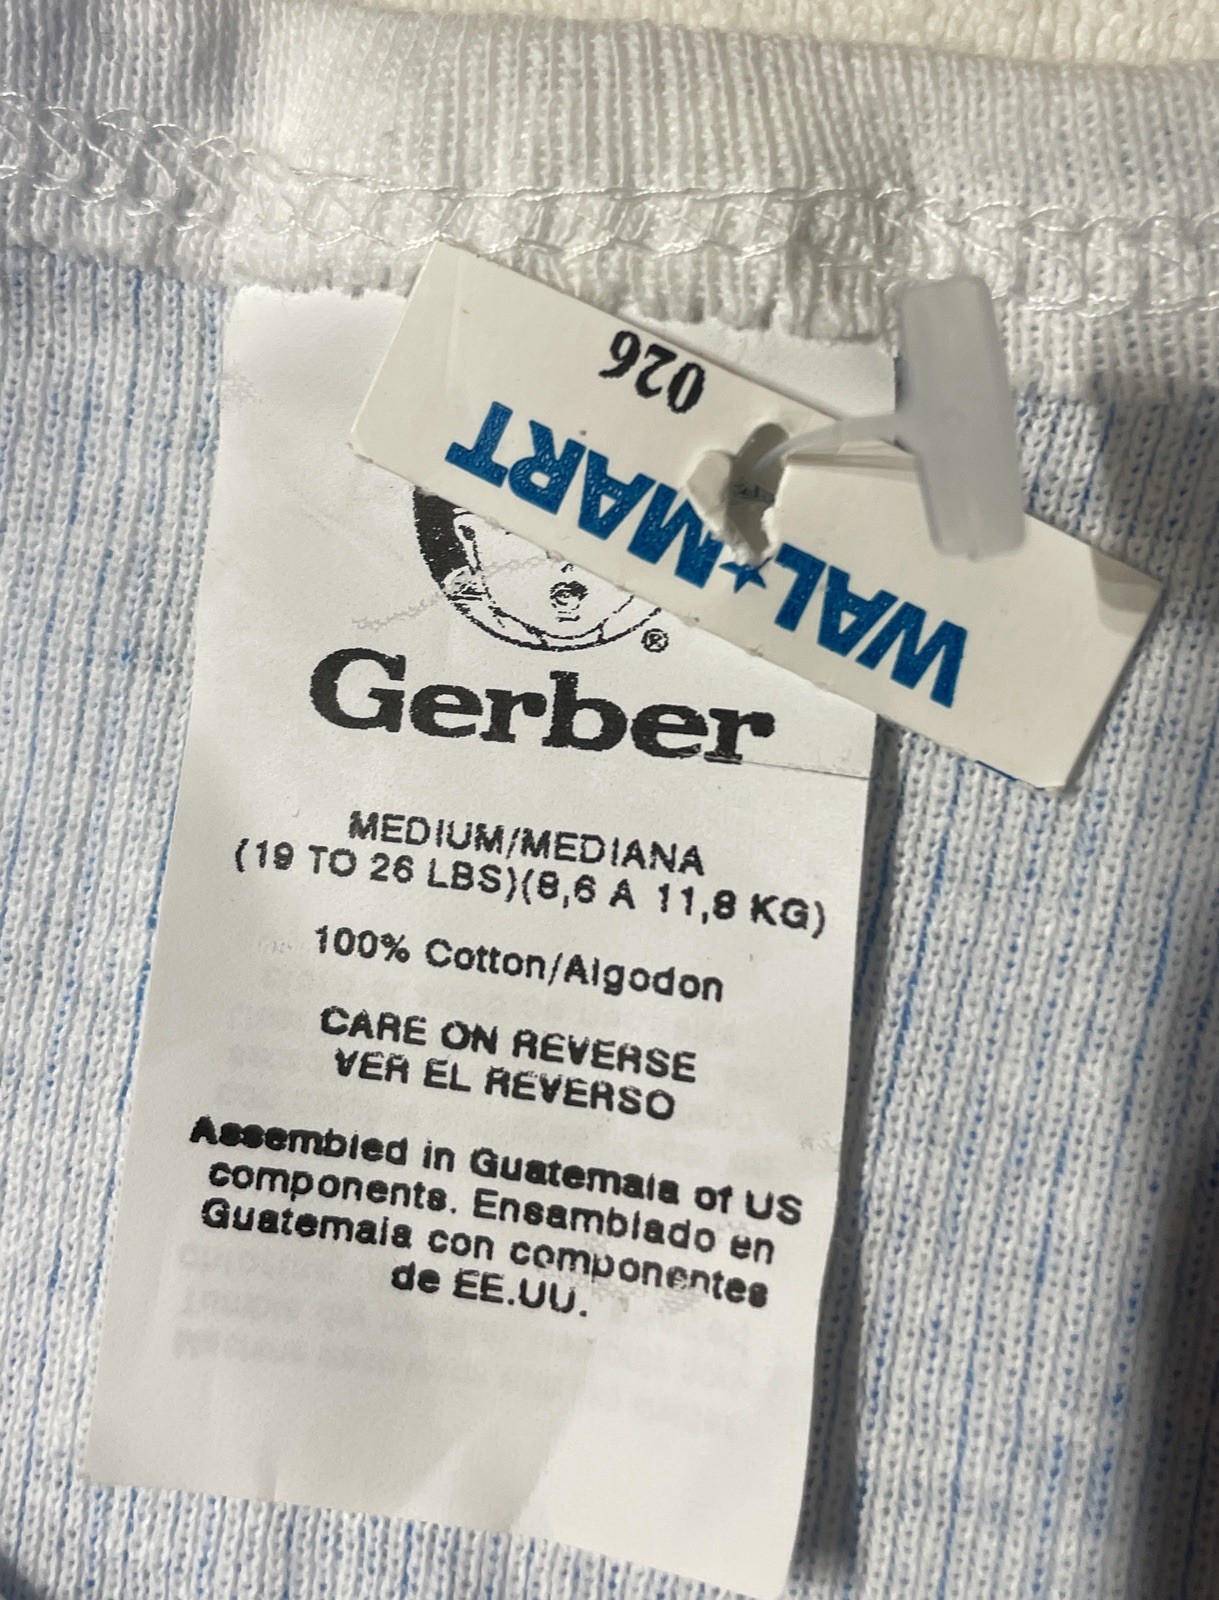 026
WAL★MART
®
Gerber
MEDIUM/MEDIANA
(19 TO 26 LBS)(8,6 A 11,8 KG)
100% Cotton/Algodon
CARE ON REVERSE
VER EL REVERSO
Assembled in Guatemala of US
components. Ensamblado en
Guatemala con componentes
de EE.UU.